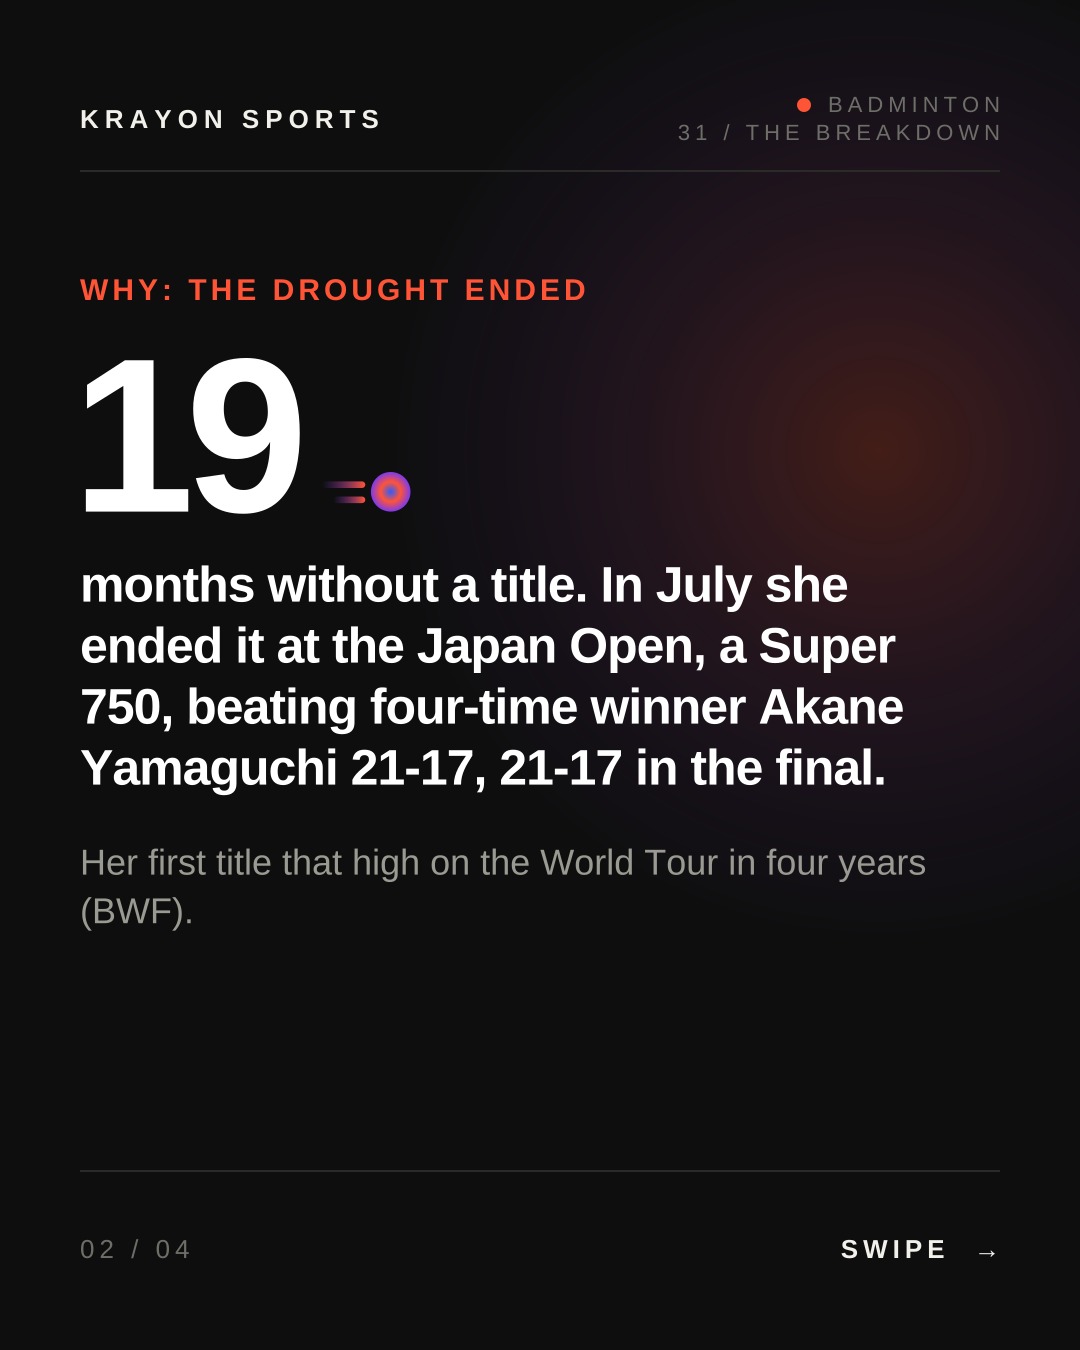 KRAYON SPORTS
BADMINTON
31 / THE BREAKDOWN
WHY: THE DROUGHT ENDED
19
months without a title. In July she
ended it at the Japan Open, a Super
750, beating four-time winner Akane
Yamaguchi 21-17, 21-17 in the final.
Her first title that high on the World Tour in four years
(BWF).
02 / 04
SWIPE →